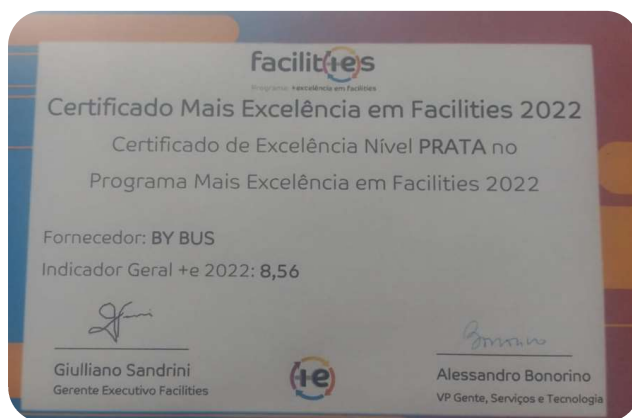 facilit+es
Programa +excelência em facilities
Certificado Mais Excelência em Facilities 2022
Certificado de Excelência Nível PRATA no
Programa Mais Excelência em Facilities 2022
Fornecedor: BY BUS
Indicador Geral +e 2022: 8,56
Giulliano Sandrini
Gerente Executivo Facilities
+e
Bonorino
Alessandro Bonorino
VP Gente, Serviços e Tecnologia